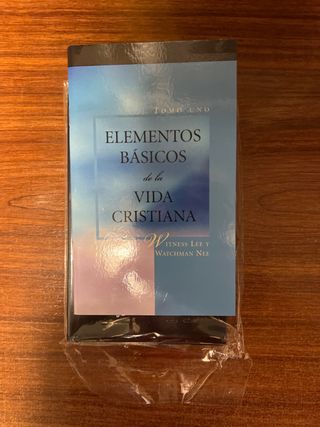 TOMO UNO
ELEMENTOS
BÁSICOS
de la
VIDA
CRISTIANA
WITNESS LEE Y
WATCHMAN NEE